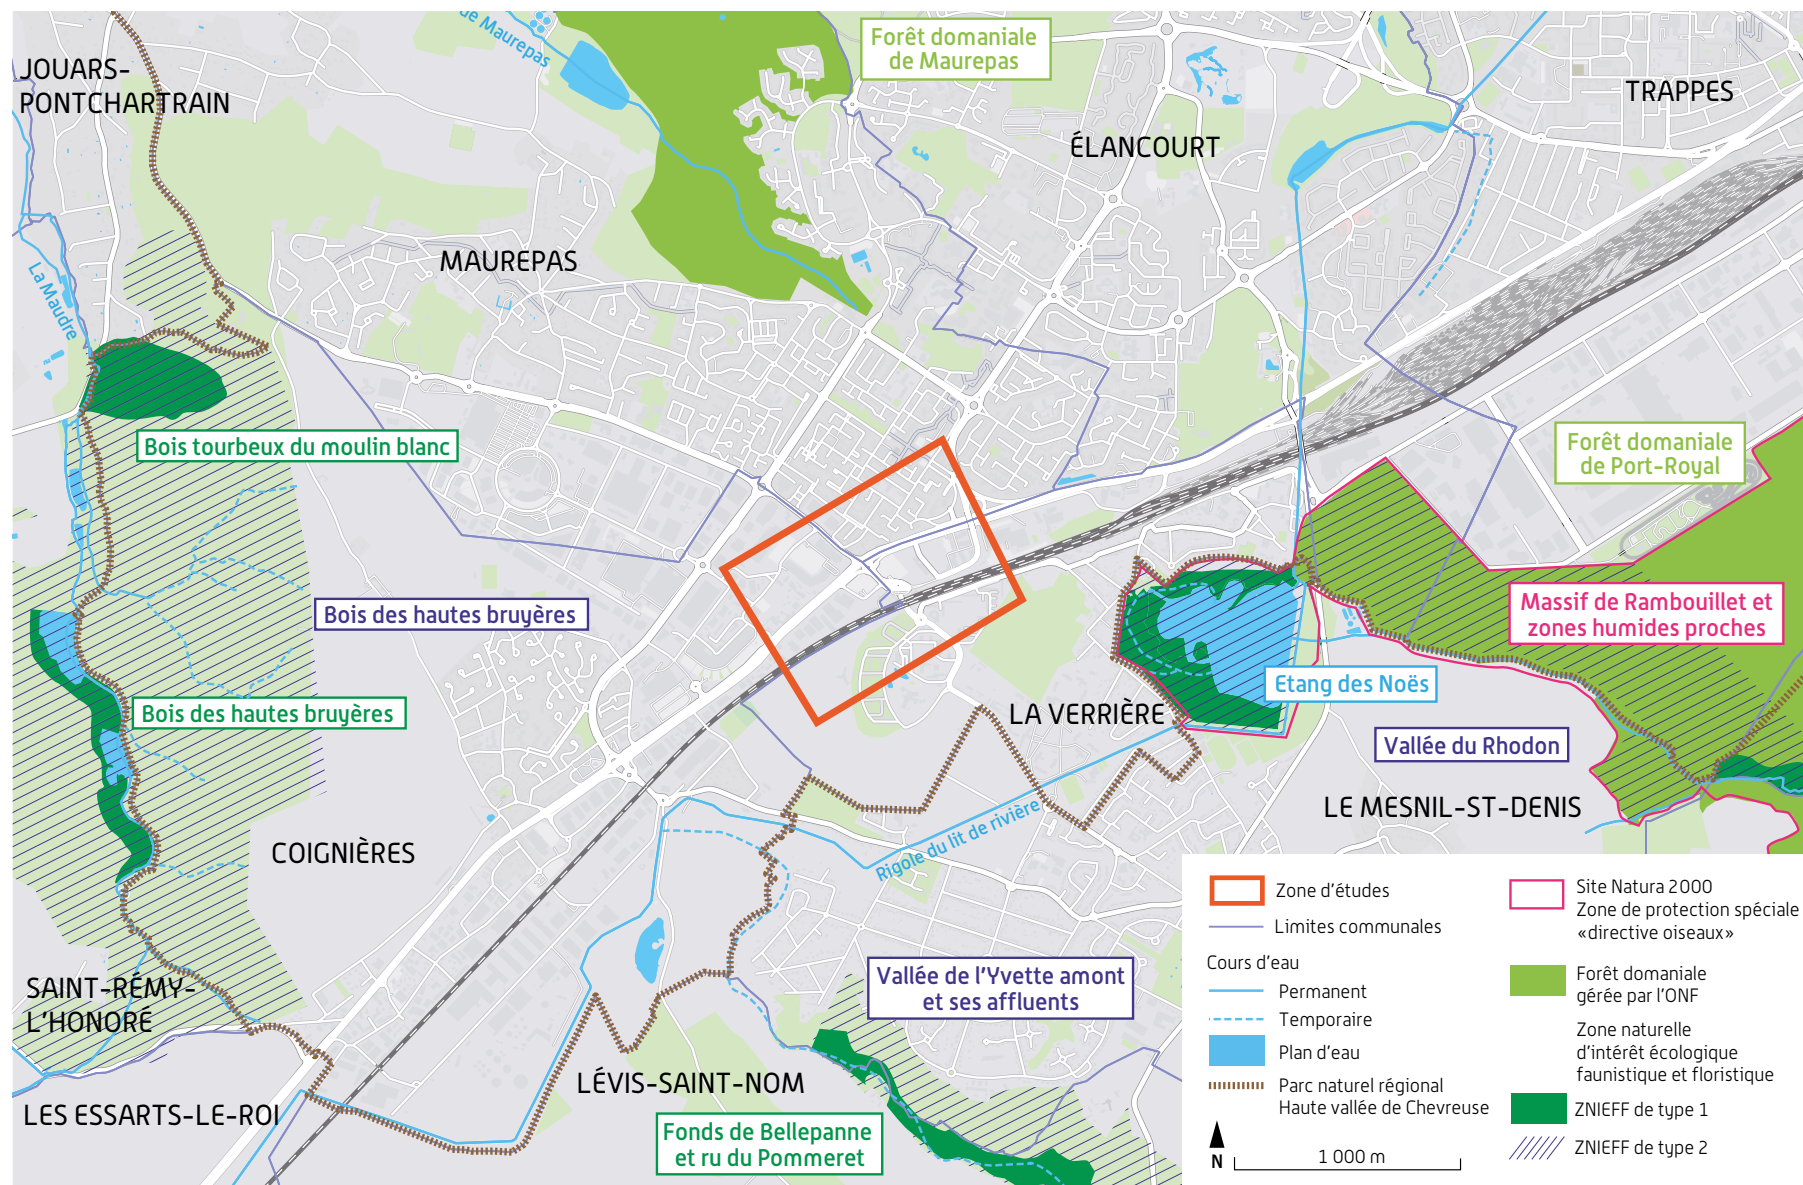 de Maurepas
Forêt domaniale
de Maurepas
JOUARS-
PONTCHARTRAIN
TRAPPES
ÉLANCOURT
MAUREPAS
La Maudre
Bois tourbeux du moulin blanc
Forêt domaniale
de Port-Royal
Bois des hautes bruyères
Massif de Rambouillet et
zones humides proches
Etang des Noës
Bois des hautes bruyères
LA VERRIÈRE
Vallée du Rhodon
LE MESNIL-ST-DENIS
Rigole du lit de rivière
COIGNIÈRES
SAINT-RÉMY-
L'HONORÉ
Vallée de l'Yvette amont
et ses affluents
LÉVIS-SAINT-NOM
LES ESSARTS-LE-ROI
Fonds de Bellepanne
et ru du Pommeret
Zone d'études
Limites communales
Cours d'eau
Permanent
Temporaire
Plan d'eau
Parc naturel régional
Haute vallée de Chevreuse
N
1 000 m
Site Natura 2000
Zone de protection spéciale
«directive oiseaux»
Forêt domaniale
gérée par l'ONF
Zone naturelle
d'intérêt écologique
faunistique et floristique
ZNIEFF de type 1
ZNIEFF de type 2